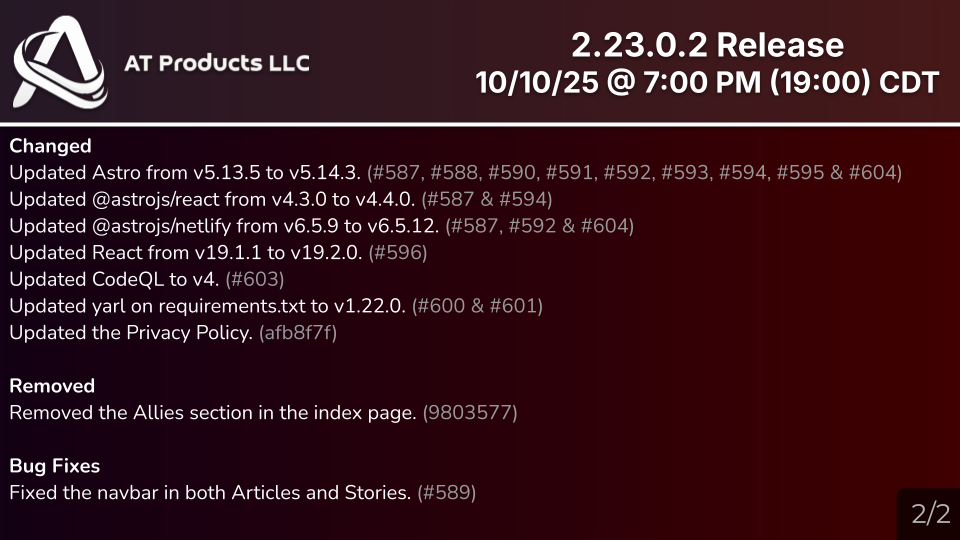 AT Products LLC
2.23.0.2 Release
10/10/25 @ 7:00 PM (19:00) CDT
Changed
Updated Astro from v5.13.5 to v5.14.3. (#587, #588, #590, #591, #592, #593, #594, #595 & #604)
Updated @astrojs/react from v4.3.0 to v4.4.0. (#587 & #594)
Updated @astrojs/netlify from v6.5.9 to v6.5.12. (#587, #592 & #604)
Updated React from v19.1.1 to v19.2.0. (#596)
Updated CodeQL to v4. (#603)
Updated yarl on requirements.txt to v1.22.0. (#600 & #601)
Updated the Privacy Policy. (afb8f7f)
Removed
Removed the Allies section in the index page. (9803577)
Bug Fixes
Fixed the navbar in both Articles and Stories. (#589)
2/2